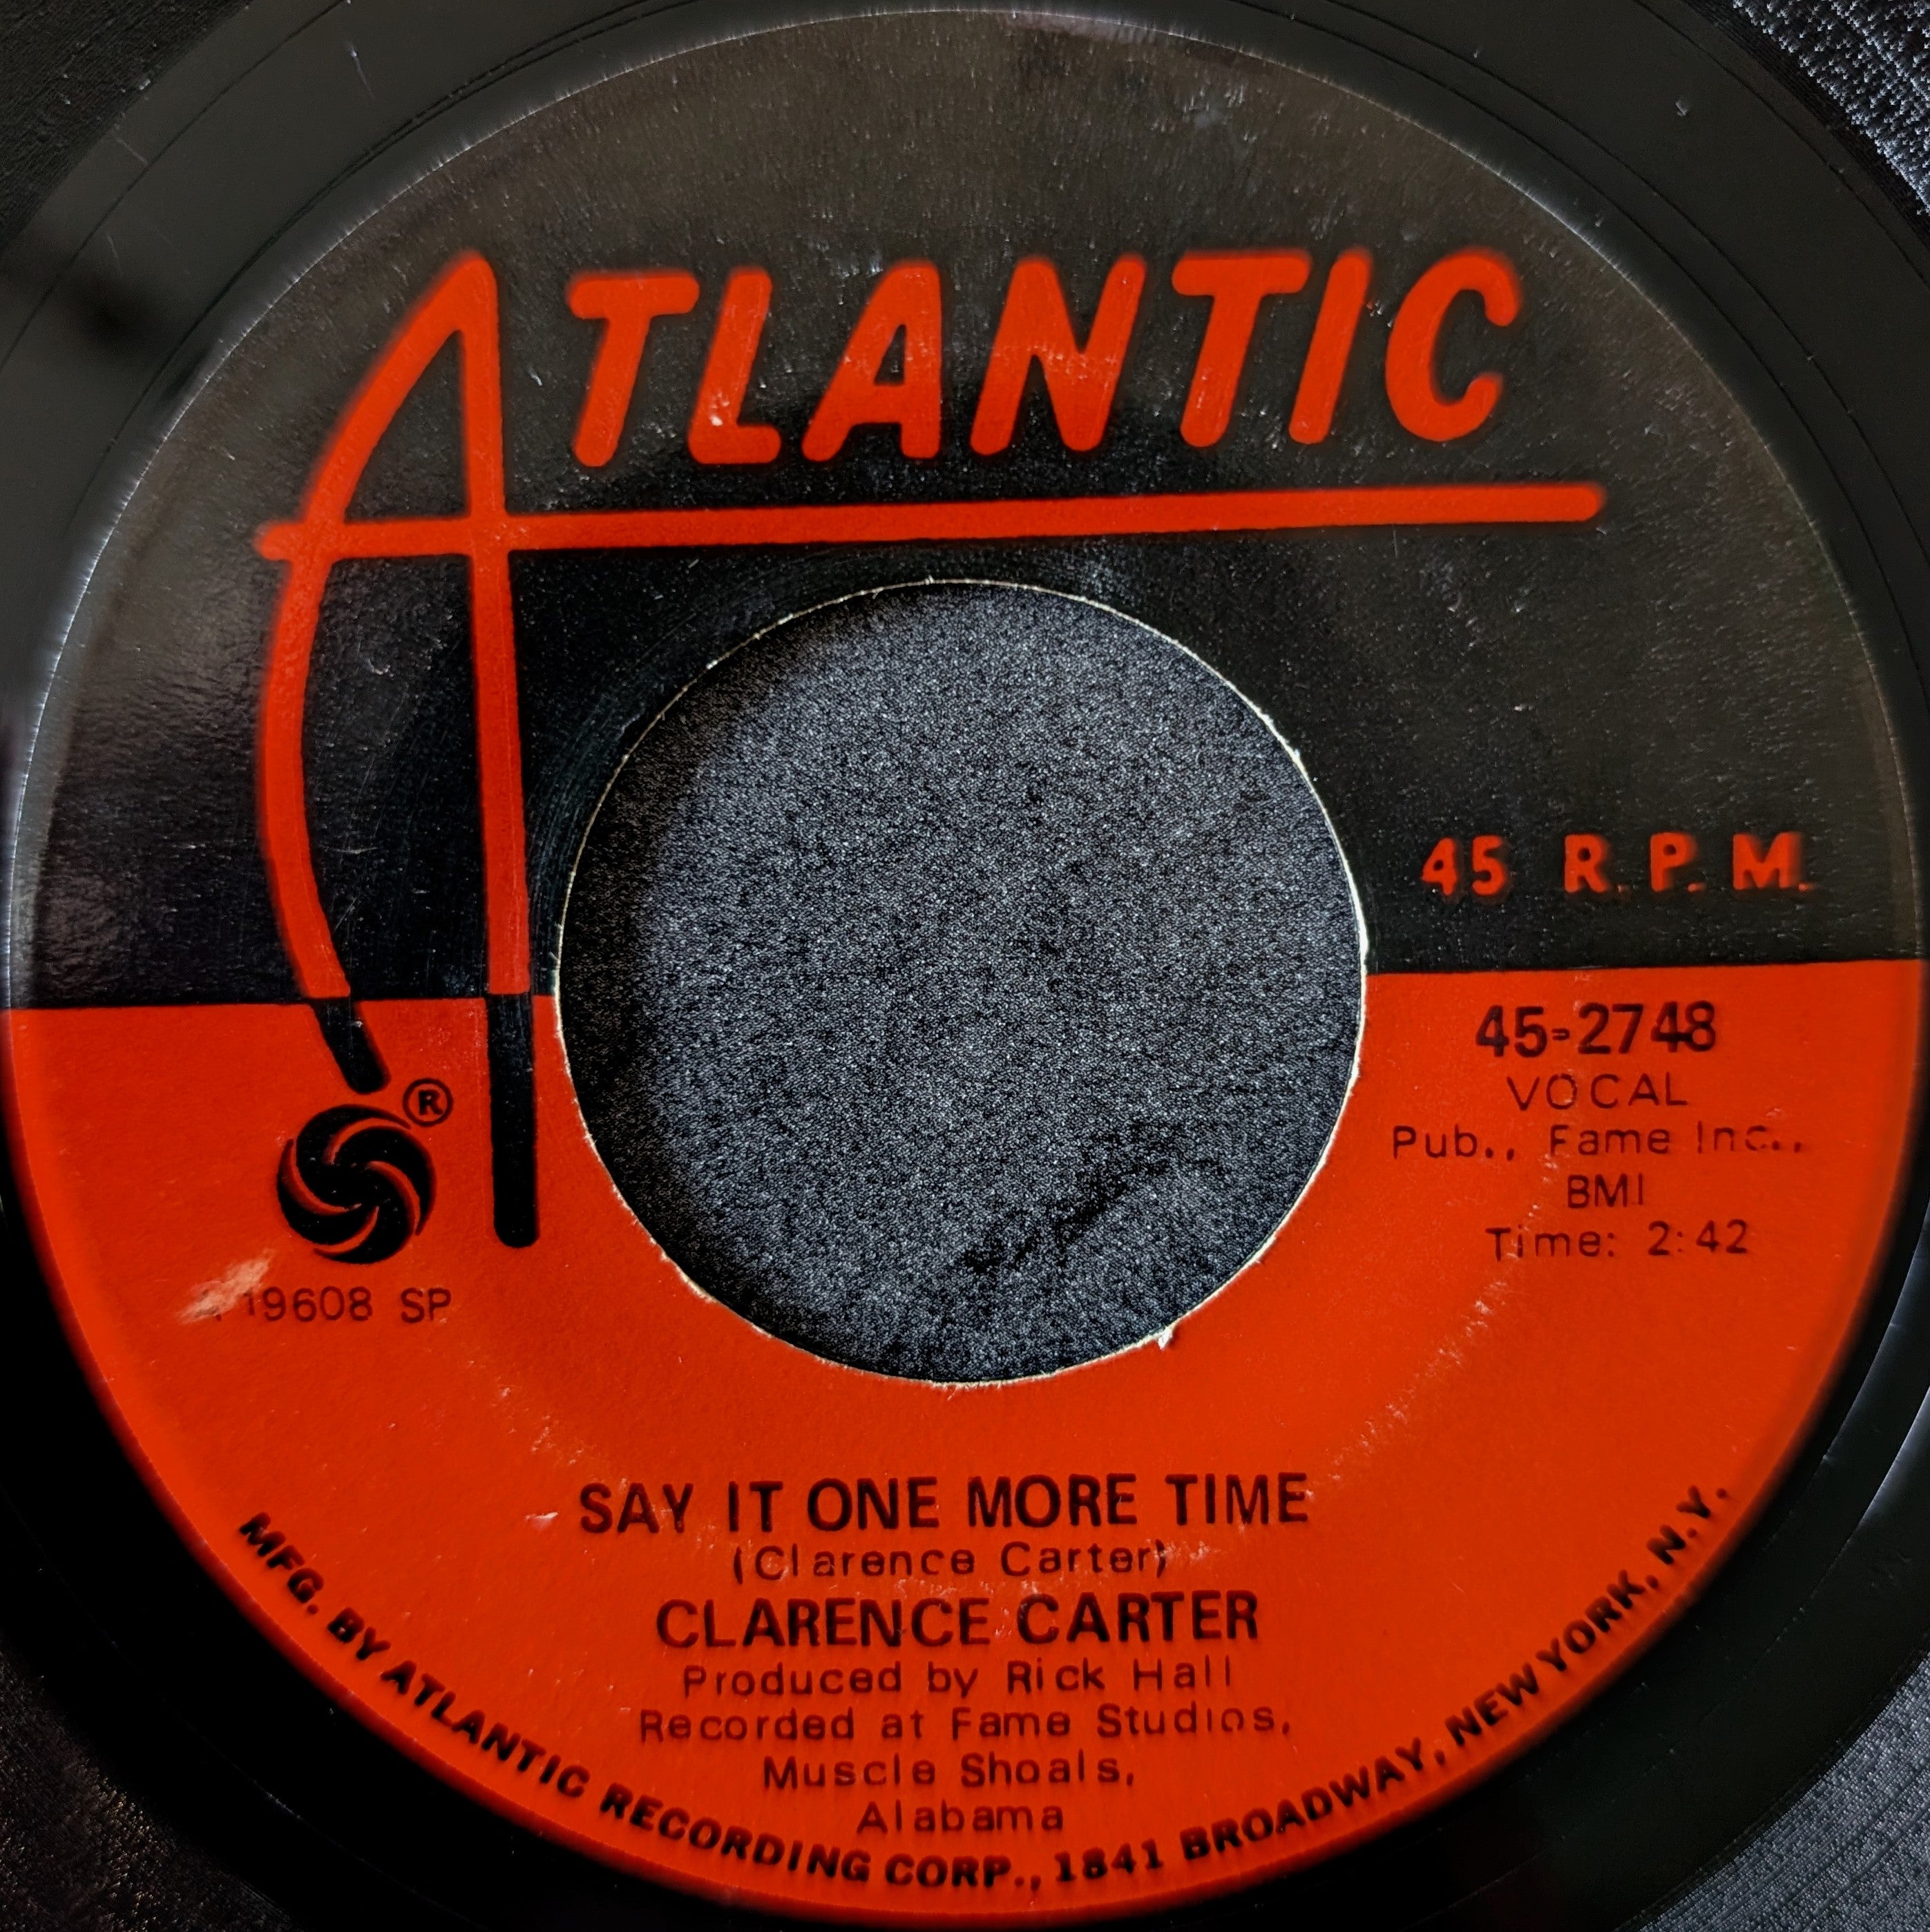 ATLANTIC
45 R.P.M.
45-2748
VOCAL
Pub., Fame Inc.,
BMI
Time: 2:42
®
19608 SP
SAY IT ONE MORE TIME
(Clarence Carter)
CLARENCE CARTER
Produced by Rick Hall
Recorded at Fame Studios,
Muscle Shoals,
Alabama
MFG. BY ATLANTIC RECORDING CORP., 1841 BROADWAY, NEW YORK, N.Y.